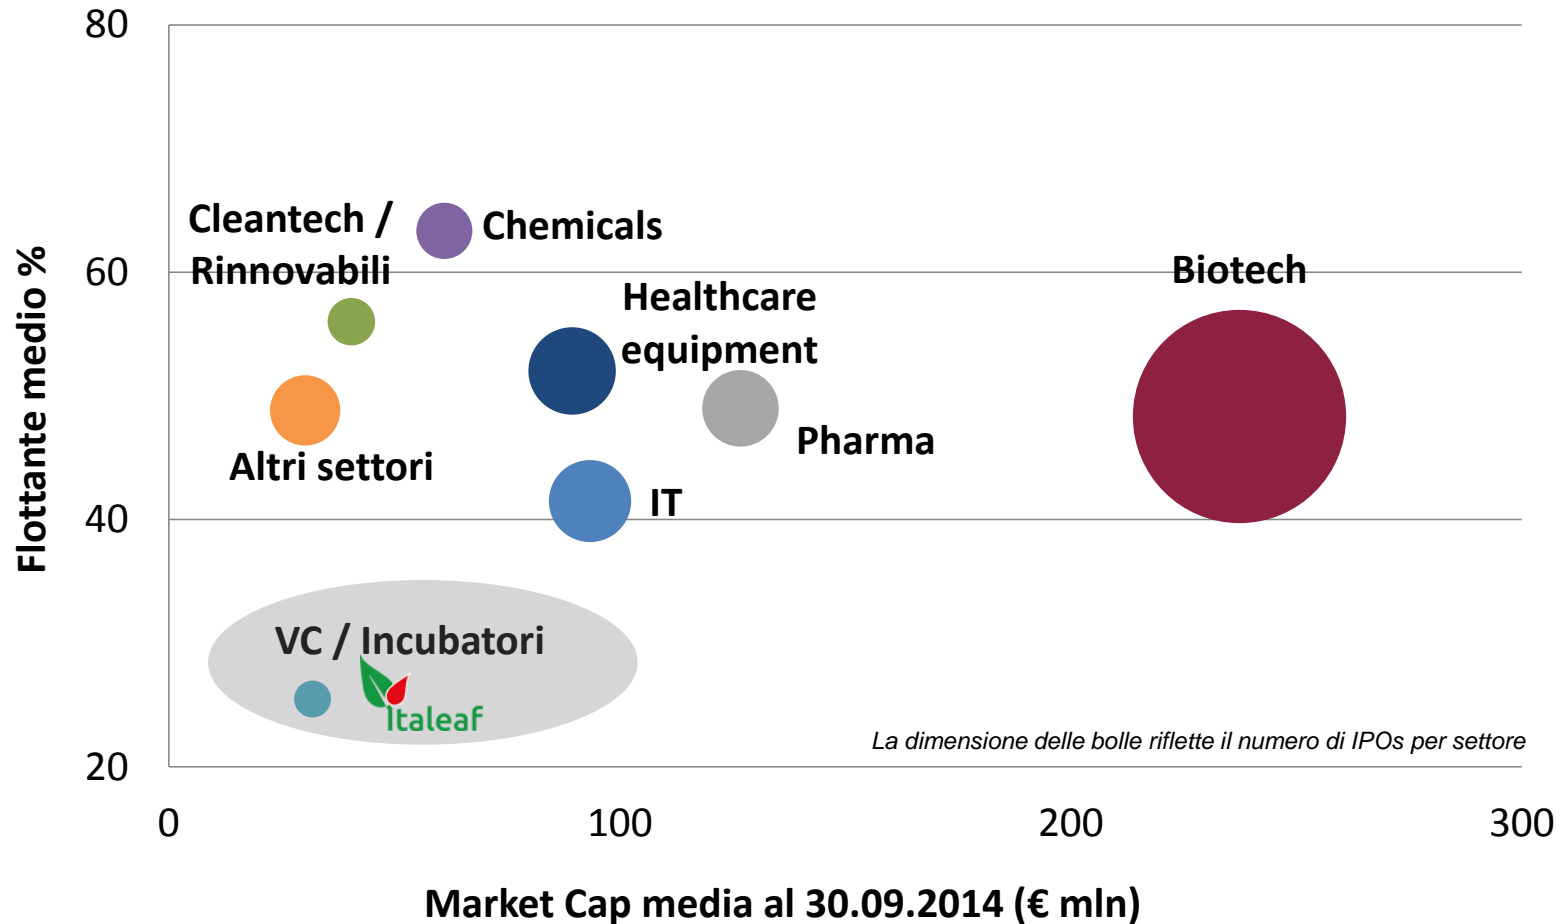 80
Cleantech /
Rinnovabili
Chemicals
60
Biotech
Healthcare
equipment
Pharma
Altri settori
IT
40
Flottante medio %
VC / Incubatori
Italeaf
La dimensione delle bolle riflette il numero di IPOs per settore
20
0 100 200 300
Market Cap media al 30.09.2014 (€ mln)